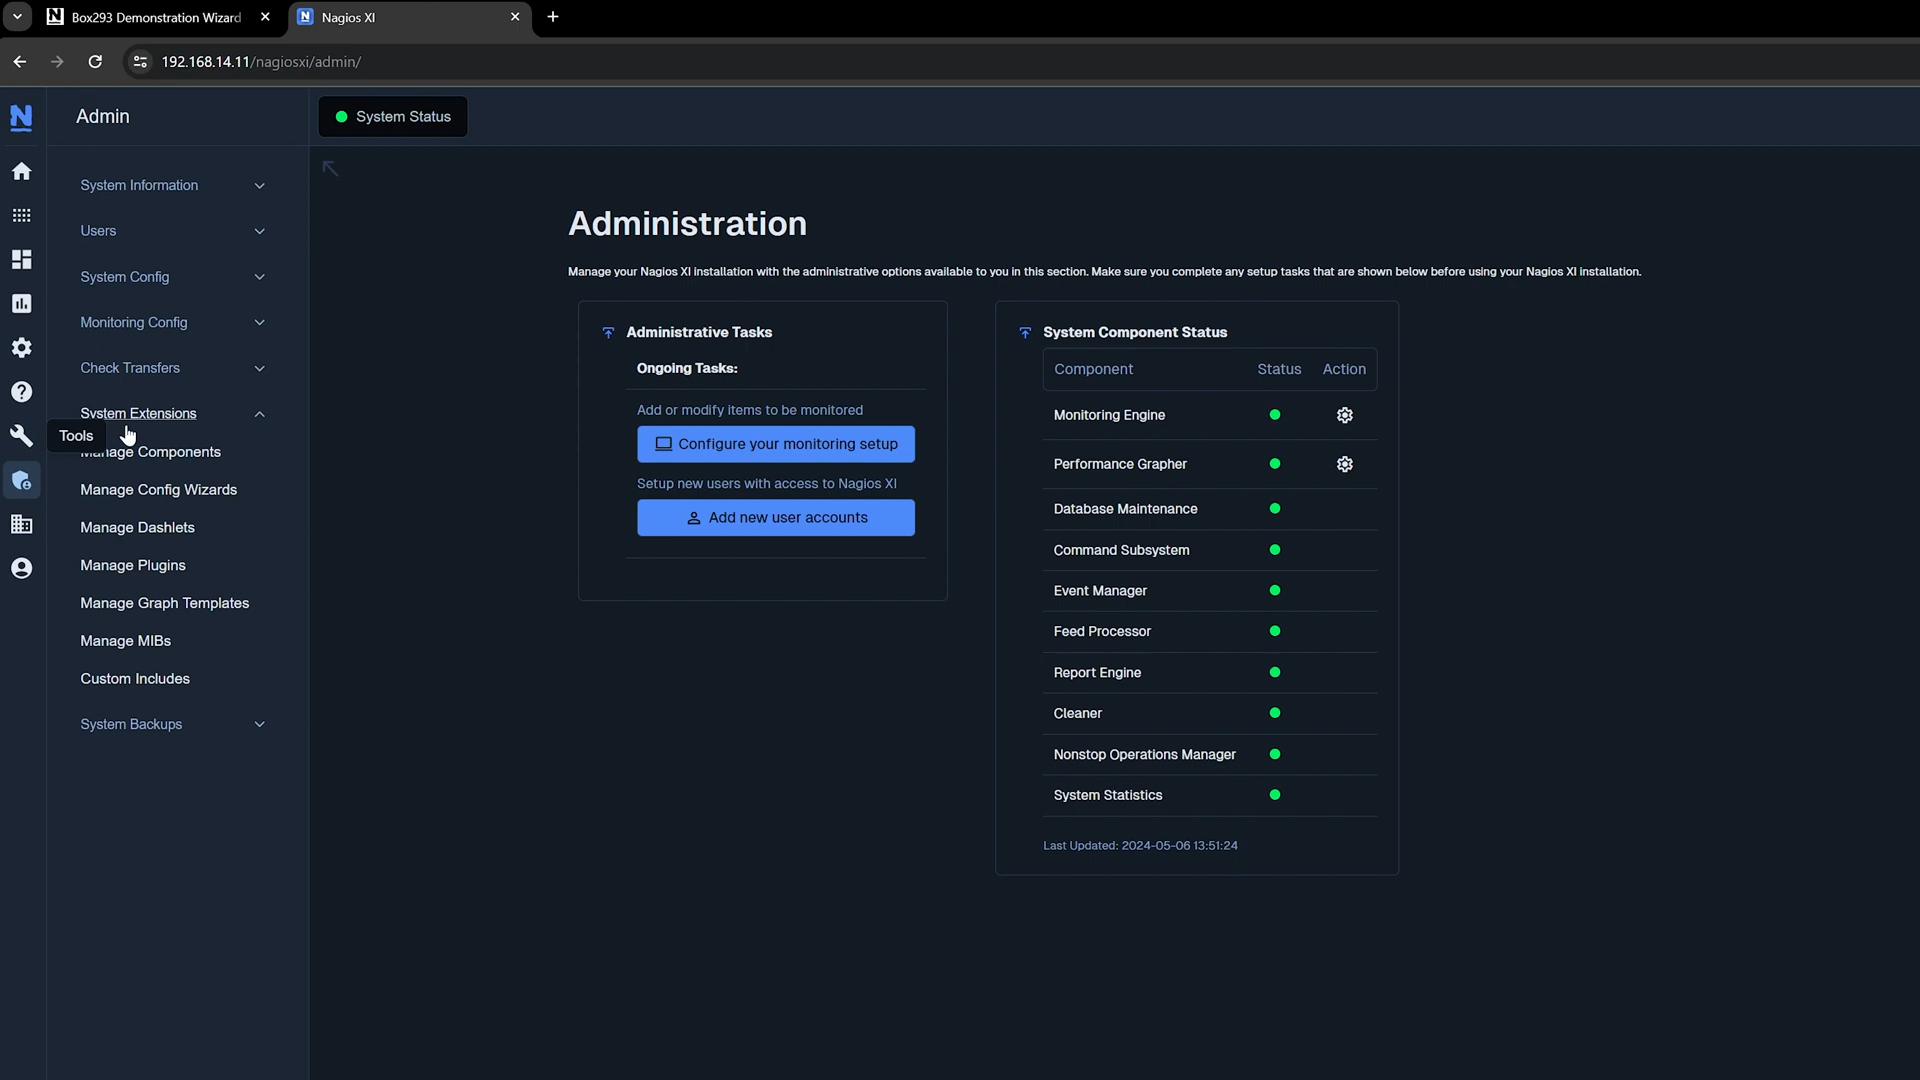 Box293 Demonstration Wizard
Nagios XI
192.168.14.11/nagiosxi/admin/
Admin
System Status
System Information
Users
System Config
Monitoring Config
Check Transfers
System Extensions
Tools
Manage Components
Manage Config Wizards
Manage Dashlets
Manage Plugins
Manage Graph Templates
Manage MIBs
Custom Includes
System Backups
Administration
Manage your Nagios XI installation with the administrative options available to you in this section. Make sure you complete any setup tasks that are shown below before using your Nagios XI installation.
Administrative Tasks
Ongoing Tasks:
Add or modify items to be monitored
Configure your monitoring setup
Setup new users with access to Nagios XI
Add new user accounts
System Component Status
Component Status Action
Monitoring Engine
Performance Grapher
Database Maintenance
Command Subsystem
Event Manager
Feed Processor
Report Engine
Cleaner
Nonstop Operations Manager
System Statistics
Last Updated: 2024-05-06 13:51:24